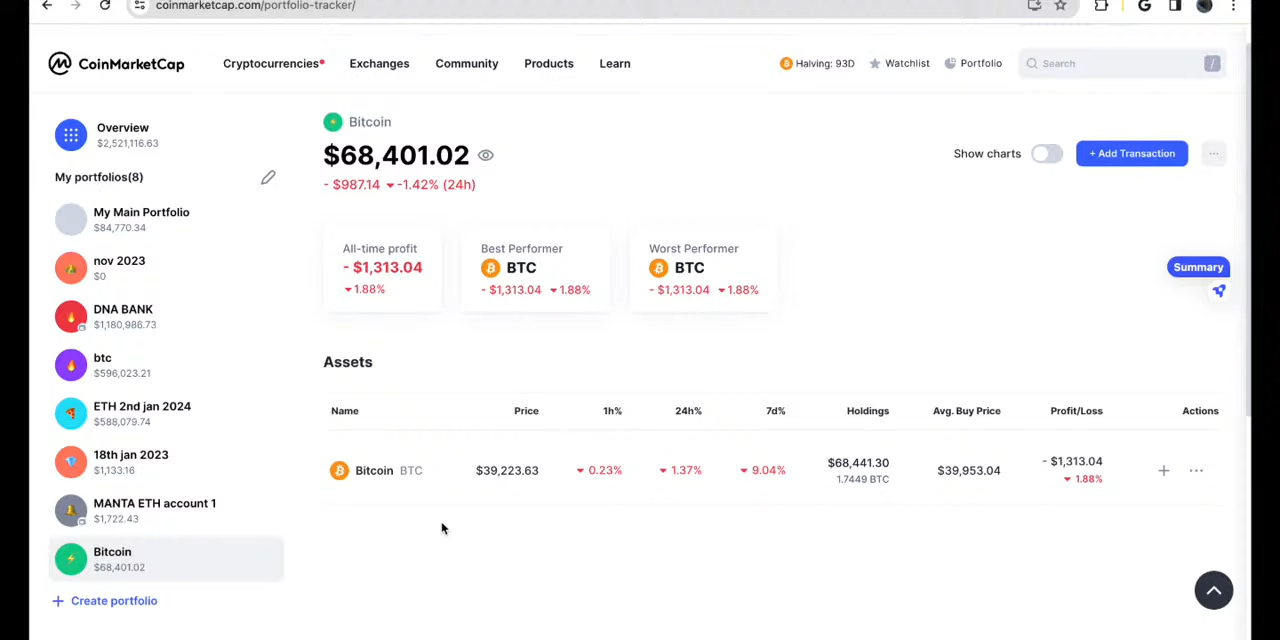 coinmarketcap.com/portfolio-tracker/
CoinMarketCap
Cryptocurrencies
Exchanges
Community
Products
Learn
Halving: 93D
Watchlist
Portfolio
Search
/
Overview
$2,521,116.63
My portfolios(8)
My Main Portfolio
$84,770.34
nov 2023
$0
DNA BANK
$1,180,986.73
btc
$596,023.21
ETH 2nd jan 2024
$588,079.74
18th jan 2023
$1,133.16
MANTA ETH account 1
$1,722.43
Bitcoin
$68,401.02
+ Create portfolio
Bitcoin
$68,401.02
- $987.14 -1.42% (24h)
Show charts
+ Add Transaction
...
All-time profit
- $1,313.04
1.88%
Best Performer
BTC
- $1,313.04 1.88%
Worst Performer
BTC
- $1,313.04 1.88%
Summary
Assets
Name Price 1h% 24h% 7d% Holdings Avg. Buy Price Profit/Loss Actions
Bitcoin BTC $39,223.63 0.23% 1.37% 9.04% $68,441.30 $39,953.04 - $1,313.04
1.7449 BTC 1.88%